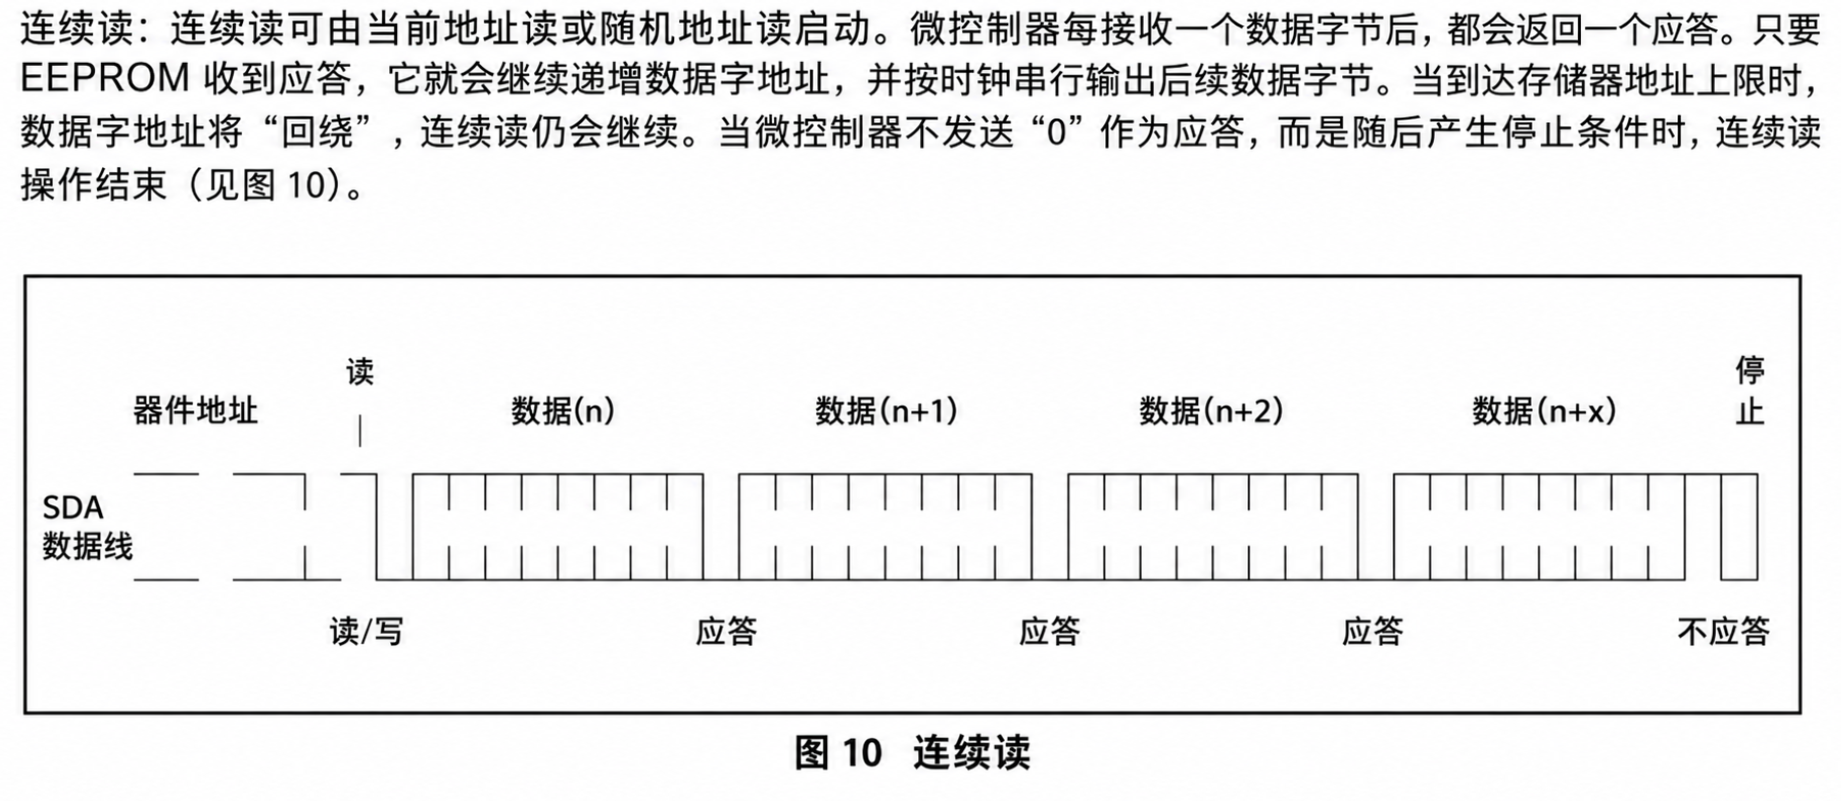 连续读：连续读可由当前地址读或随机地址读启动。微控制器每接收一个数据字节后，都会返回一个应答。只要
EEPROM 收到应答，它就会继续递增数据字地址，并按时钟串行输出后续数据字节。当到达存储器地址上限时，
数据字地址将“回绕”，连续读仍会继续。当微控制器不发送“0”作为应答，而是随后产生停止条件时，连续读
操作结束（见图 10）。
读
停
器件地址 数据(n) 数据(n+1) 数据(n+2) 数据(n+x) 止
SDA
数据线
读/写 应答 应答 应答 不应答
图 10 连续读